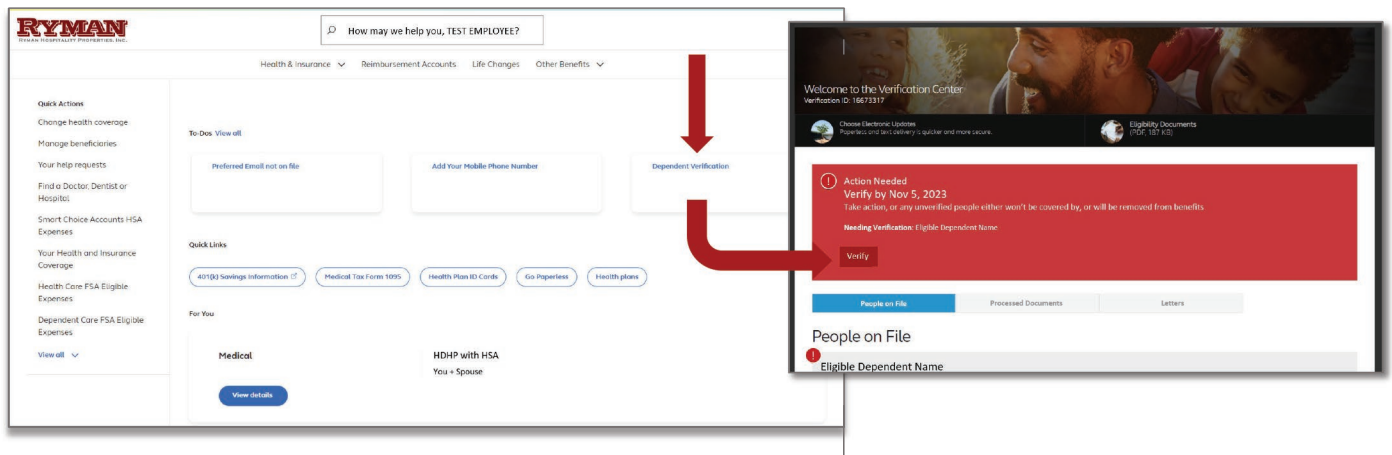 RYMAN
RYMAN HOSPITALITY PROPERTIES, INC.
How may we help you, TEST EMPLOYEE?
Health & Insurance
Reimbursement Accounts
Life Changes
Other Benefits
Quick Actions
Change health coverage
Manage beneficiaries
Your help requests
Find a Doctor, Dentist or
Hospital
Smart Choice Accounts HSA
Expenses
Your Health and Insurance
Coverage
Health Care FSA Eligible
Expenses
Dependent Care FSA Eligible
Expenses
View all
To-Dos View all
Preferred Email not on file
Add Your Mobile Phone Number
Dependent Verification
Quick Links
401(k) Savings Information
Medical Tax Form 1095
Health Plan ID Cards
Go Paperless
Health plans
For You
Medical
HDHP with HSA
You + Spouse
View details
Welcome to the Verification Center
Verification ID: 16673317
Choose Electronic Updates
Paperless and text delivery is quicker and more secure.
Eligibility Documents
(PDF, 187 KB)
Action Needed
Verify by Nov 5, 2023
Take action, or any unverified people either won't be covered by, or will be removed from benefits
Needing Verification: Eligible Dependent Name
Verify
People on File
Processed Documents
Letters
People on File
Eligible Dependent Name